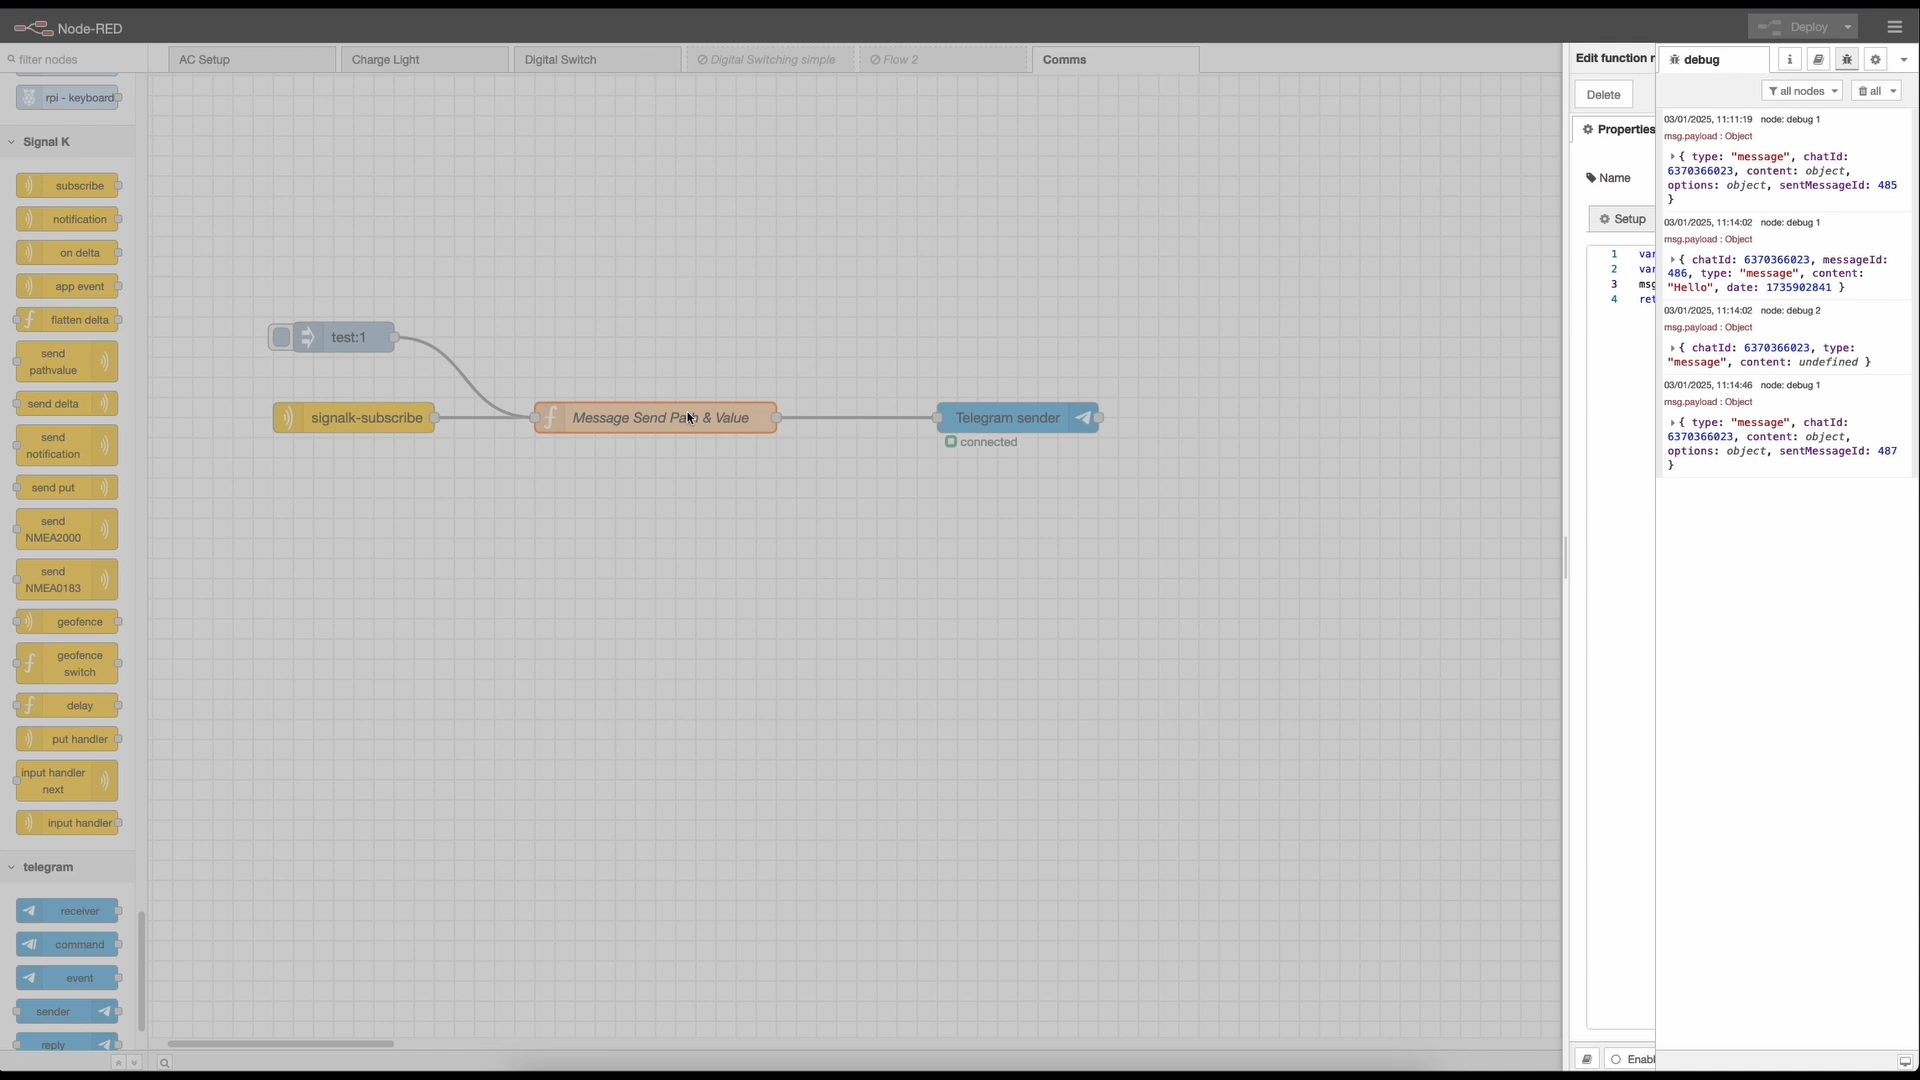 Node-RED
Deploy
filter nodes
AC Setup
Charge Light
Digital Switch
Digital Switching simple
Flow 2
Comms
rpi - keyboard
Signal K
subscribe
notification
on delta
app event
flatten delta
send
pathvalue
send delta
send
notification
send put
send
NMEA2000
send
NMEA0183
geofence
geofence
switch
delay
put handler
input handler
next
input handler
telegram
receiver
command
event
sender
reply
test:1
signalk-subscribe
Message Send Path & Value
Telegram sender
connected
Edit function n
Delete
Properties
Name
Setup
1 var
2 var
3 msg
4 ret
Enabl
debug
i
all nodes
all
03/01/2025, 11:11:19 node: debug 1
msg.payload : Object
{ type: "message", chatId:
6370366023, content: object,
options: object, sentMessageId: 485
}
03/01/2025, 11:14:02 node: debug 1
msg.payload : Object
{ chatId: 6370366023, messageId:
486, type: "message", content:
"Hello", date: 1735902841 }
03/01/2025, 11:14:02 node: debug 2
msg.payload : Object
{ chatId: 6370366023, type:
"message", content: undefined }
03/01/2025, 11:14:46 node: debug 1
msg.payload : Object
{ type: "message", chatId:
6370366023, content: object,
options: object, sentMessageId: 487
}